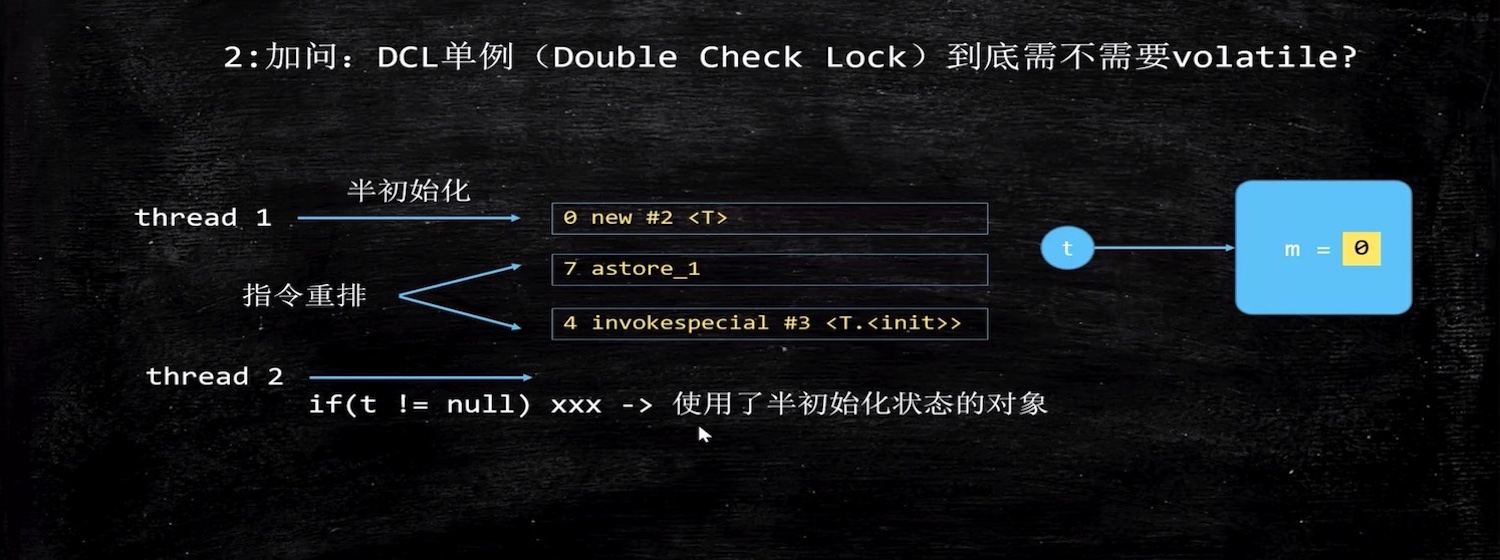 2:加问：DCL单例（Double Check Lock）到底需不需要volatile?
半初始化
thread 1
0 new #2 <T>
t
m = 0
7 astore_1
指令重排
4 invokespecial #3 <T.<init>>
thread 2
if(t != null) xxx -> 使用了半初始化状态的对象